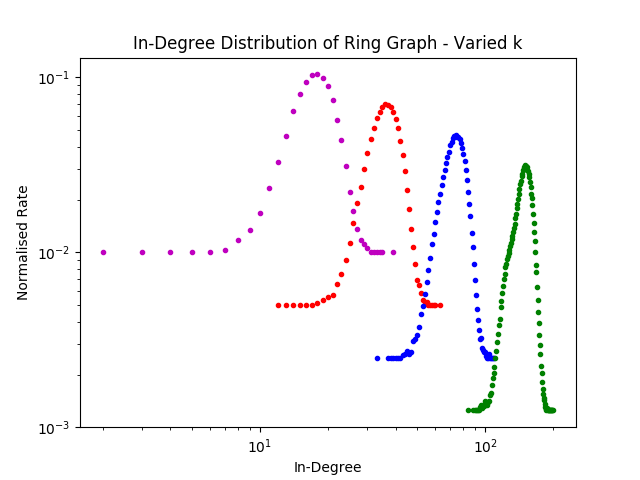 In-Degree Distribution of Ring Graph - Varied k
Normalised Rate
10⁻¹
10⁻²
10⁻³
10¹
10²
In-Degree